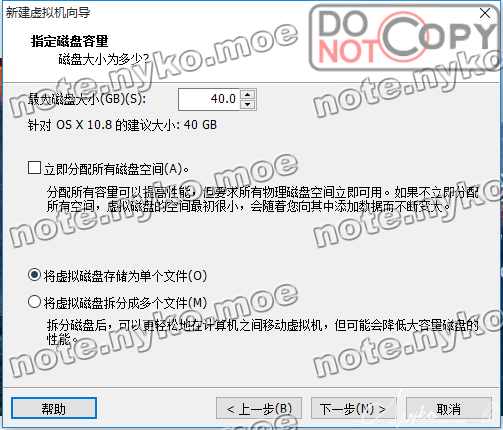 新建虚拟机向导
DO NOT COPY
指定磁盘容量
磁盘大小为多少?
note.nyko.moe
最大磁盘大小(GB)(S):
40.0
note.nyko.moe
针对 OS X 10.8 的建议大小: 40 GB
立即分配所有磁盘空间(A)。
note.nyko.moe
分配所有容量可以提高性能，但要求所有物理磁盘空间立即可用。如果不立即分配
所有空间，虚拟磁盘的空间最初很小，会随着您向其中添加数据而不断变大。
note.nyko.moe
将虚拟磁盘存储为单个文件(O)
note.nyko.moe
将虚拟磁盘拆分成多个文件(M)
拆分磁盘后，可以更轻松地在计算机之间移动虚拟机，但可能会降低大容量磁盘的
性能。
note.nyko.moe
帮助
< 上一步(B)
下一步(N) >
取消
note.nyko.moe